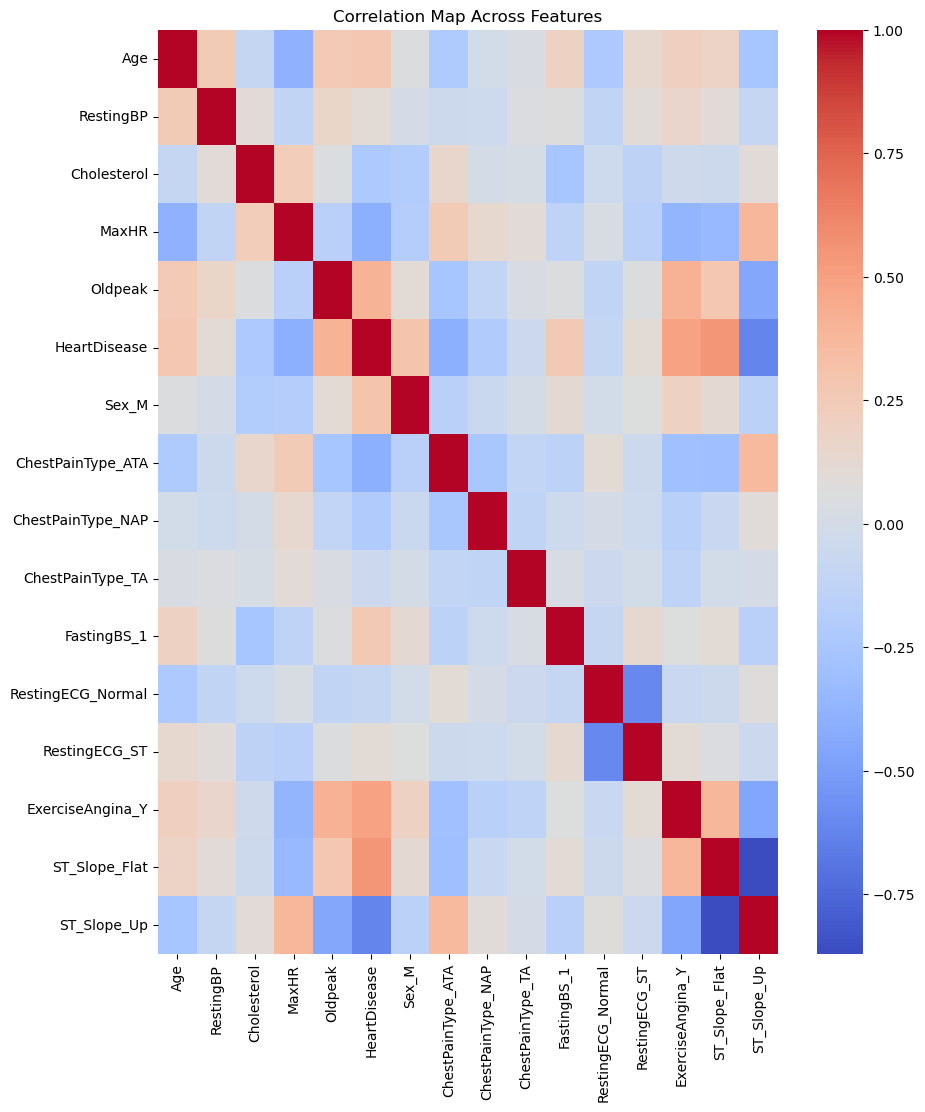 Correlation Map Across Features
Age
RestingBP
Cholesterol
MaxHR
Oldpeak
HeartDisease
Sex_M
ChestPainType_ATA
ChestPainType_NAP
ChestPainType_TA
FastingBS_1
RestingECG_Normal
RestingECG_ST
ExerciseAngina_Y
ST_Slope_Flat
ST_Slope_Up
Age
RestingBP
Cholesterol
MaxHR
Oldpeak
HeartDisease
Sex_M
ChestPainType_ATA
ChestPainType_NAP
ChestPainType_TA
FastingBS_1
RestingECG_Normal
RestingECG_ST
ExerciseAngina_Y
ST_Slope_Flat
ST_Slope_Up
1.00
0.75
0.50
0.25
0.00
−0.25
−0.50
−0.75